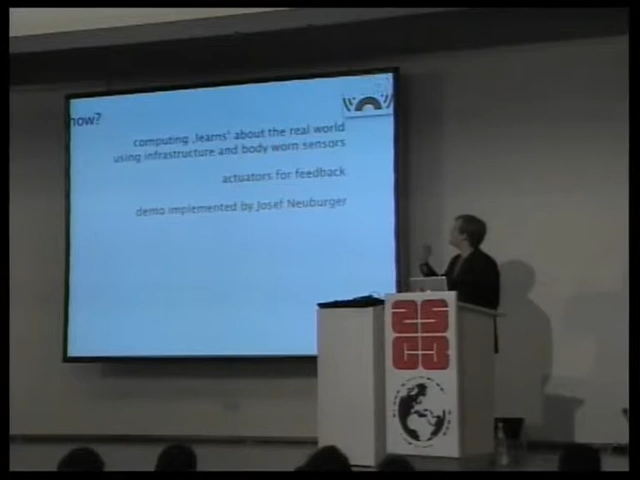 now?
computing ‚learns' about the real world
using infrastructure and body worn sensors
actuators for feedback
demo implemented by Josef Neuburger
25
C3